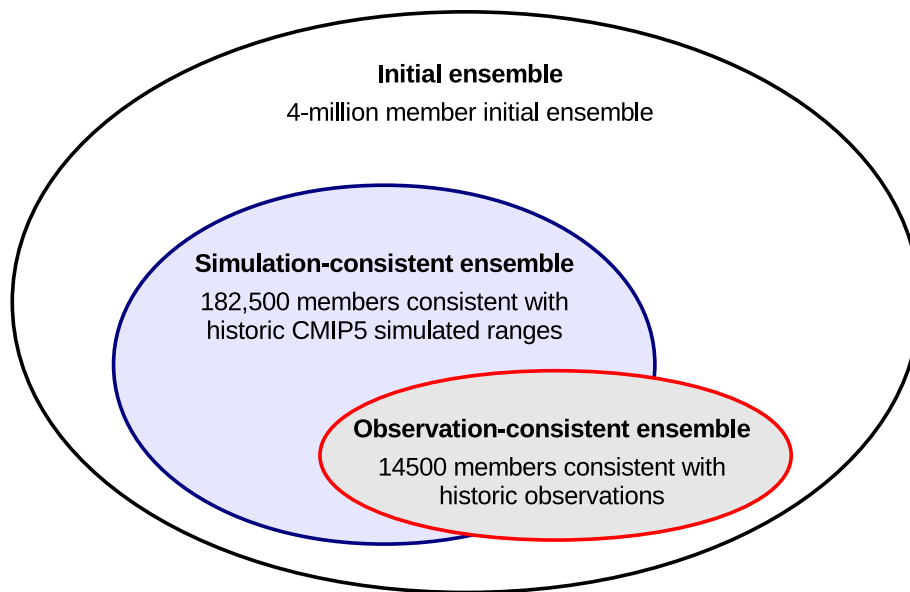 Initial ensemble
4-million member initial ensemble
Simulation-consistent ensemble
182,500 members consistent with
historic CMIP5 simulated ranges
Observation-consistent ensemble
14500 members consistent with
historic observations